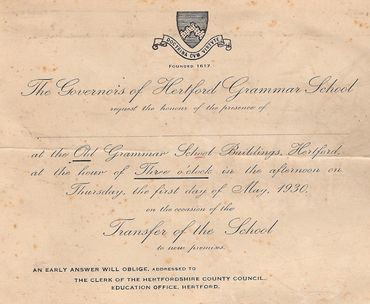 DOCTRINA CUM VIRTUTE
FOUNDED 1617.
The Governors of Hertford Grammar School
request the honour of the presence of
at the Old Grammar School Buildings, Hertford,
at the hour of Three o'clock in the afternoon on
Thursday, the first day of May, 1930,
on the occasion of the
Transfer of the School
to new premises.
AN EARLY ANSWER WILL OBLIGE, ADDRESSED TO
THE CLERK OF THE HERTFORDSHIRE COUNTY COUNCIL,
EDUCATION OFFICE, HERTFORD.